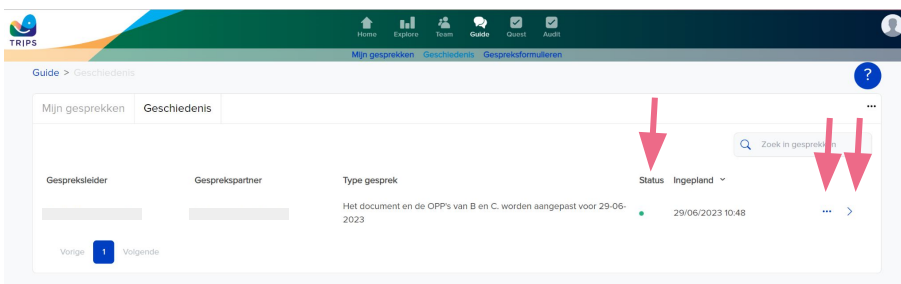 TRIPS
Home Explore Team Guide Quest Audit
Mijn gesprekken Geschiedenis Gespreksformulieren
Guide > Geschiedenis
?
Mijn gesprekken Geschiedenis ...
Zoek in gesprekken
Gespreksleider Gesprekspartner Type gesprek Status Ingepland
Het document en de OPP's van B en C. worden aangepast voor 29-06-
2023
29/06/2023 10:48 ... >
Vorige 1 Volgende